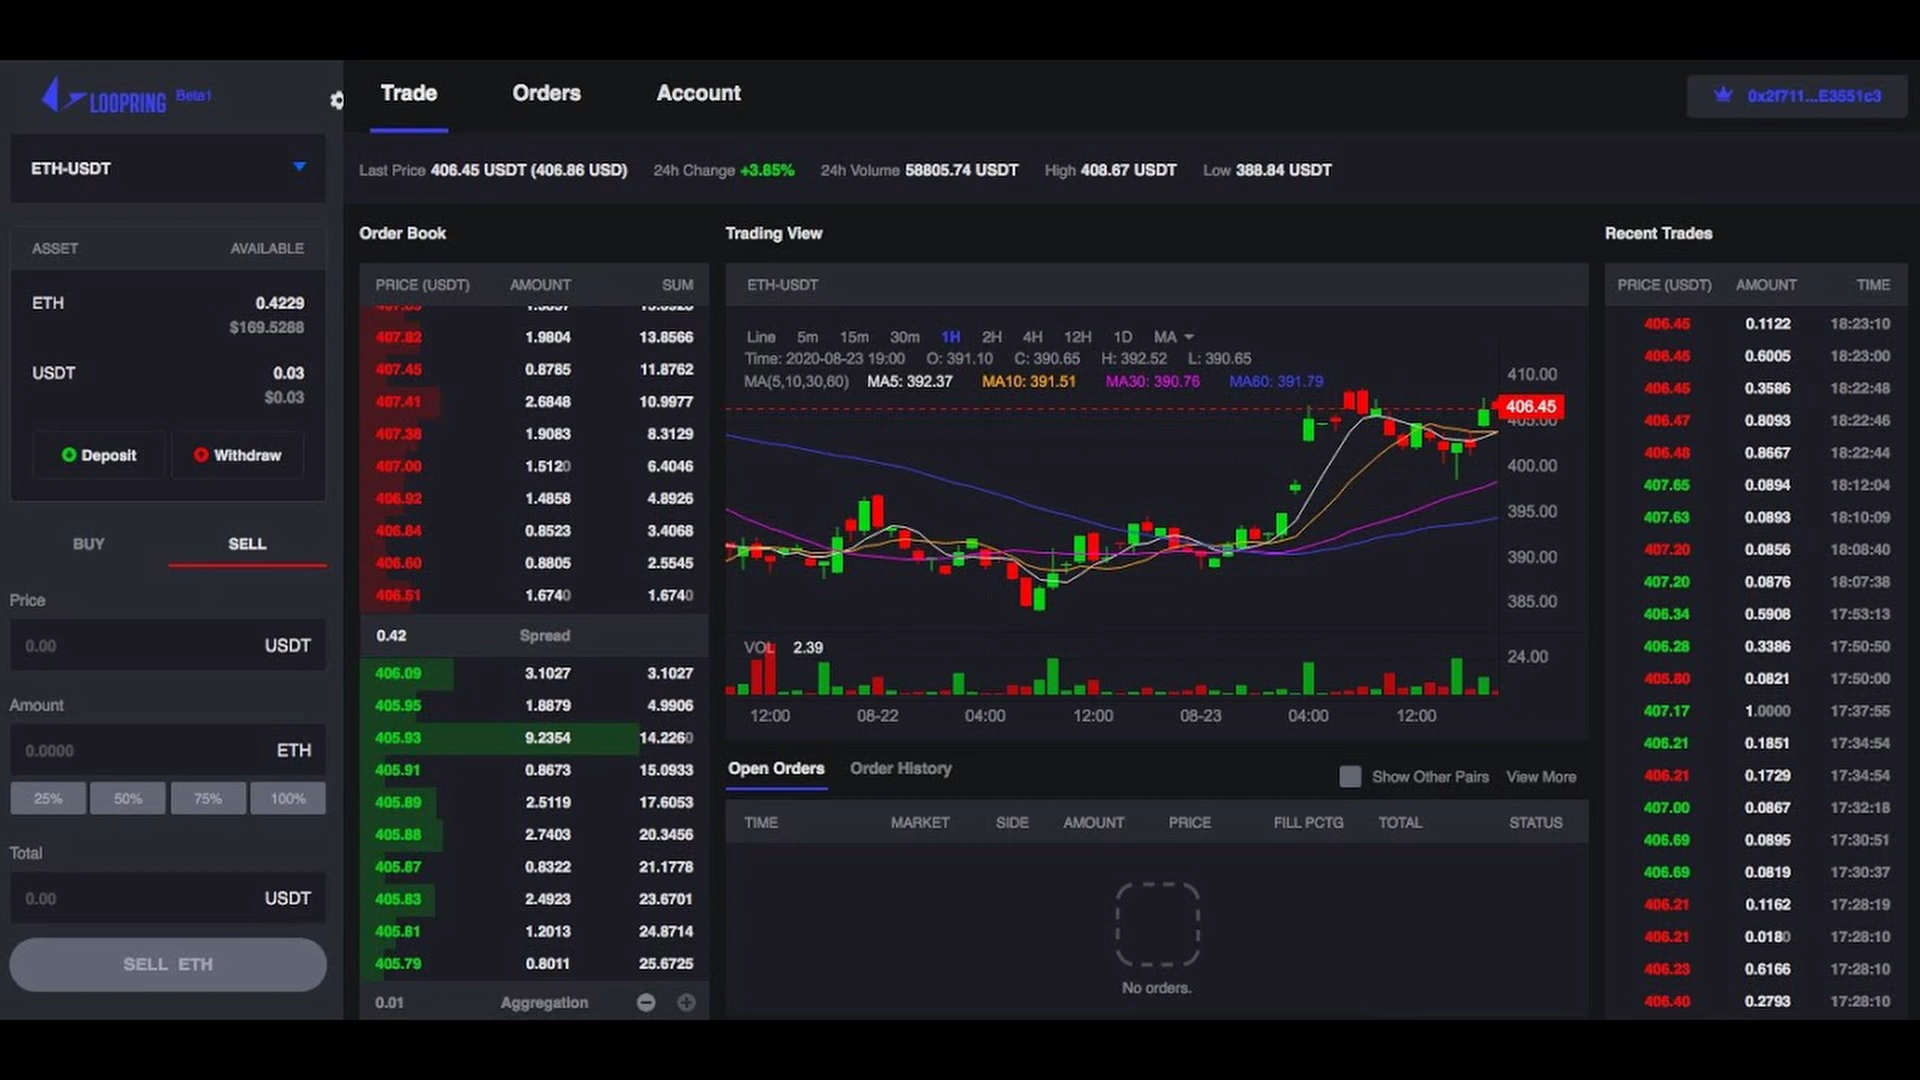 LOOPRING Beta1
Trade Orders Account
0x2f711...E3551c3
ETH-USDT
Last Price 406.45 USDT (406.86 USD) 24h Change +3.85% 24h Volume 58805.74 USDT High 408.67 USDT Low 388.84 USDT
ASSET AVAILABLE
ETH 0.4229
$169.5288
USDT 0.03
$0.03
Deposit Withdraw
BUY SELL
Price
0.00 USDT
Amount
0.0000 ETH
25% 50% 75% 100%
Total
0.00 USDT
SELL ETH
Order Book
PRICE (USDT) AMOUNT SUM
407.82 1.9804 13.8566
407.45 0.8785 11.8762
407.41 2.6848 10.9977
407.38 1.9083 8.3129
407.00 1.5120 6.4046
406.92 1.4858 4.8926
406.84 0.8523 3.4068
406.60 0.8805 2.5545
406.51 1.6740 1.6740
0.42 Spread
406.09 3.1027 3.1027
405.95 1.8879 4.9906
405.93 9.2354 14.2260
405.91 0.8673 15.0933
405.89 2.5119 17.6053
405.88 2.7403 20.3456
405.87 0.8322 21.1778
405.83 2.4923 23.6701
405.81 1.2013 24.8714
405.79 0.8011 25.6725
0.01 Aggregation
Trading View
ETH-USDT
Line 5m 15m 30m 1H 2H 4H 12H 1D MA
Time: 2020-08-23 19:00 O: 391.10 C: 390.65 H: 392.52 L: 390.65
MA(5,10,30,60) MA5: 392.37 MA10: 391.51 MA30: 390.76 MA60: 391.79
410.00
406.45
405.00
400.00
395.00
390.00
385.00
VOL 2.39
24.00
12:00 08-22 04:00 12:00 08-23 04:00 12:00
Open Orders Order History Show Other Pairs View More
TIME MARKET SIDE AMOUNT PRICE FILL PCTG TOTAL STATUS
No orders.
Recent Trades
PRICE (USDT) AMOUNT TIME
406.45 0.1122 18:23:10
406.45 0.6005 18:23:00
406.45 0.3586 18:22:48
406.47 0.8093 18:22:46
406.48 0.8667 18:22:44
407.65 0.0894 18:12:04
407.63 0.0893 18:10:09
407.20 0.0856 18:08:40
407.20 0.0876 18:07:38
406.34 0.5908 17:53:13
406.28 0.3386 17:50:50
405.80 0.0821 17:50:00
407.17 1.0000 17:37:55
406.21 0.1851 17:34:54
406.21 0.1729 17:34:54
407.00 0.0867 17:32:18
406.69 0.0895 17:30:51
406.69 0.0819 17:30:37
406.21 0.1162 17:28:19
406.21 0.0180 17:28:10
406.23 0.6166 17:28:10
406.40 0.2793 17:28:10